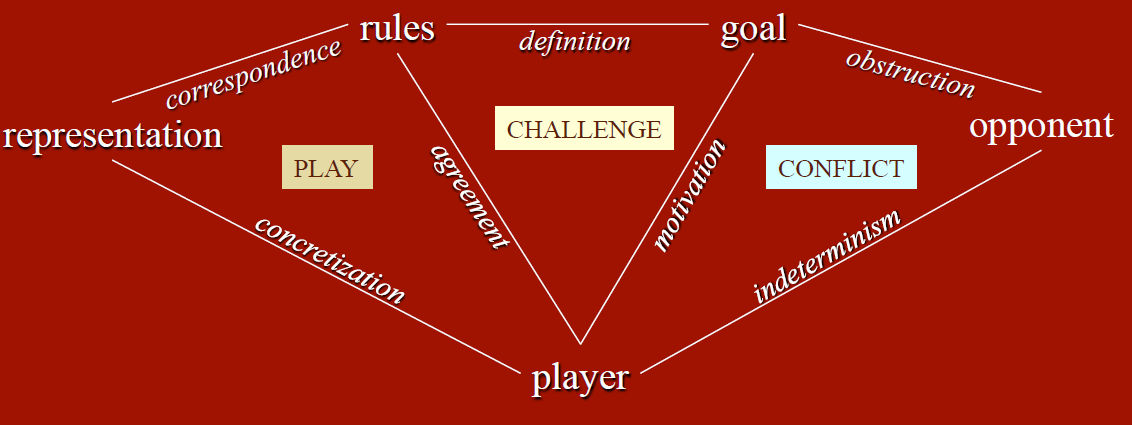 rules
definition
goal
correspondence
obstruction
representation
opponent
CHALLENGE
PLAY
agreement
motivation
CONFLICT
concretization
indeterminism
player